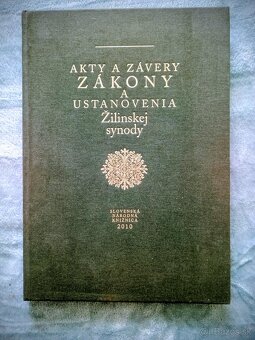 AKTY A ZÁVERY
ZÁKONY
A
USTANOVENIA
Žilinskej
synody
SLOVENSKÁ
NÁRODNÁ
KNIŽNICA
2010